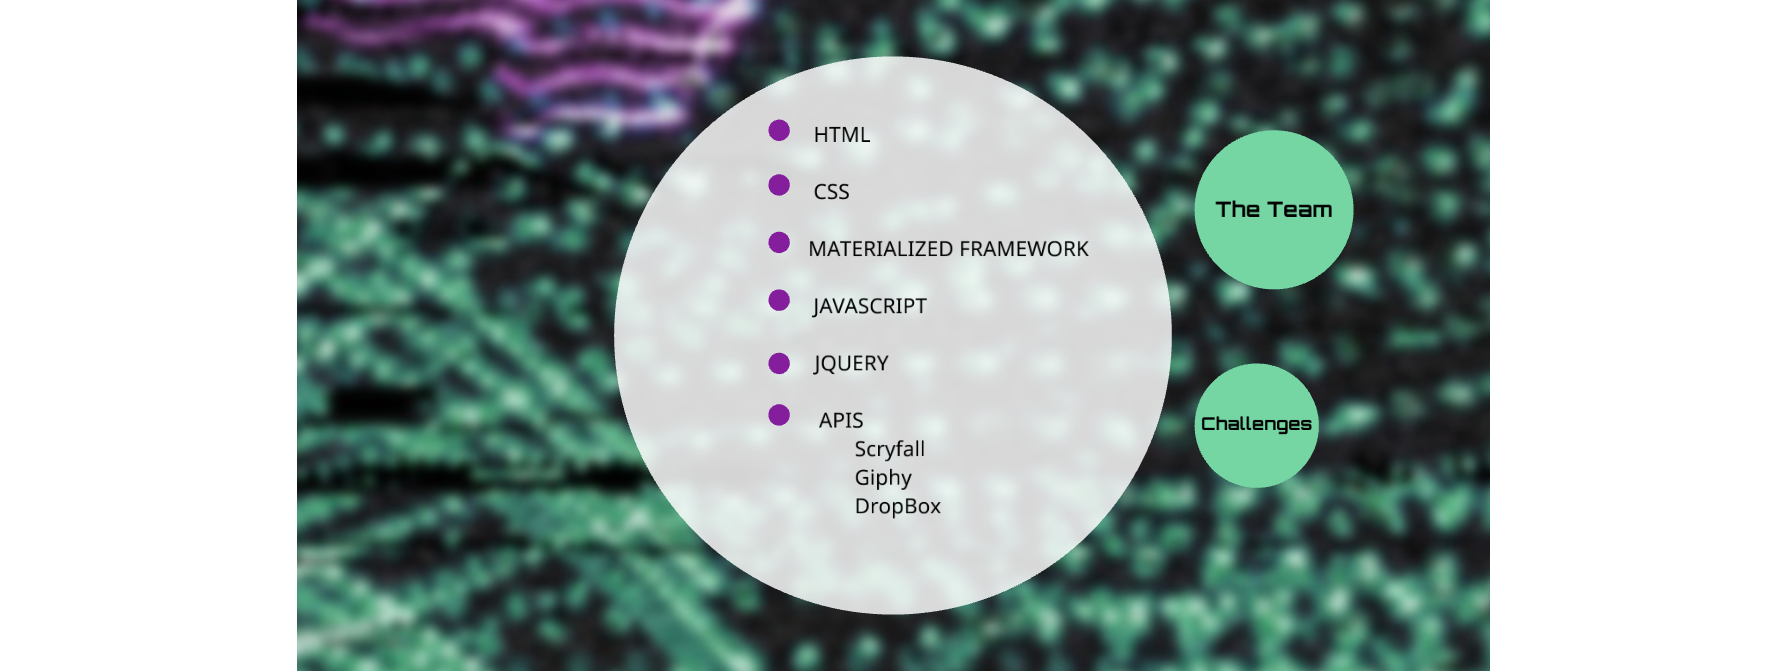 HTML
CSS
MATERIALIZED FRAMEWORK
JAVASCRIPT
JQUERY
APIS
Scryfall
Giphy
DropBox
The Team
Challenges